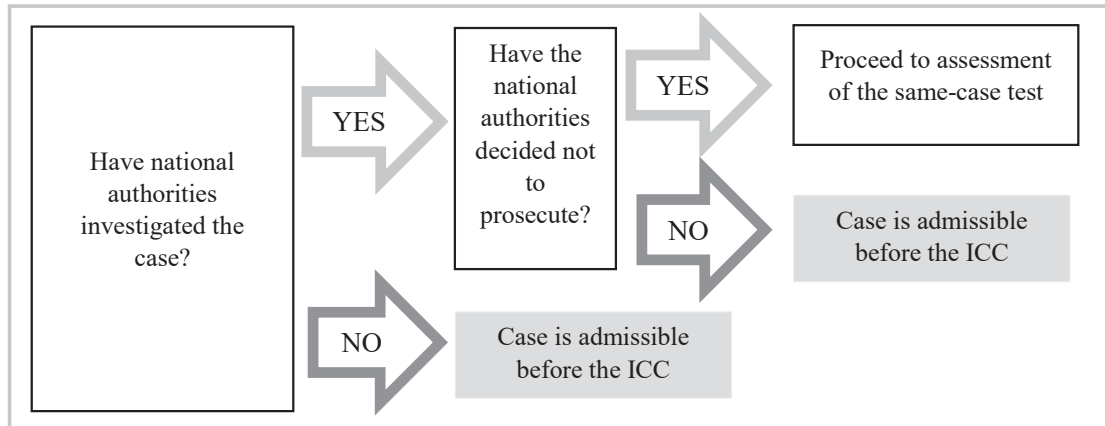 Have national
authorities
investigated the
case?
YES
Have the
national
authorities
decided not
to
prosecute?
YES
Proceed to assessment
of the same-case test
NO
Case is admissible
before the ICC
NO
Case is admissible
before the ICC